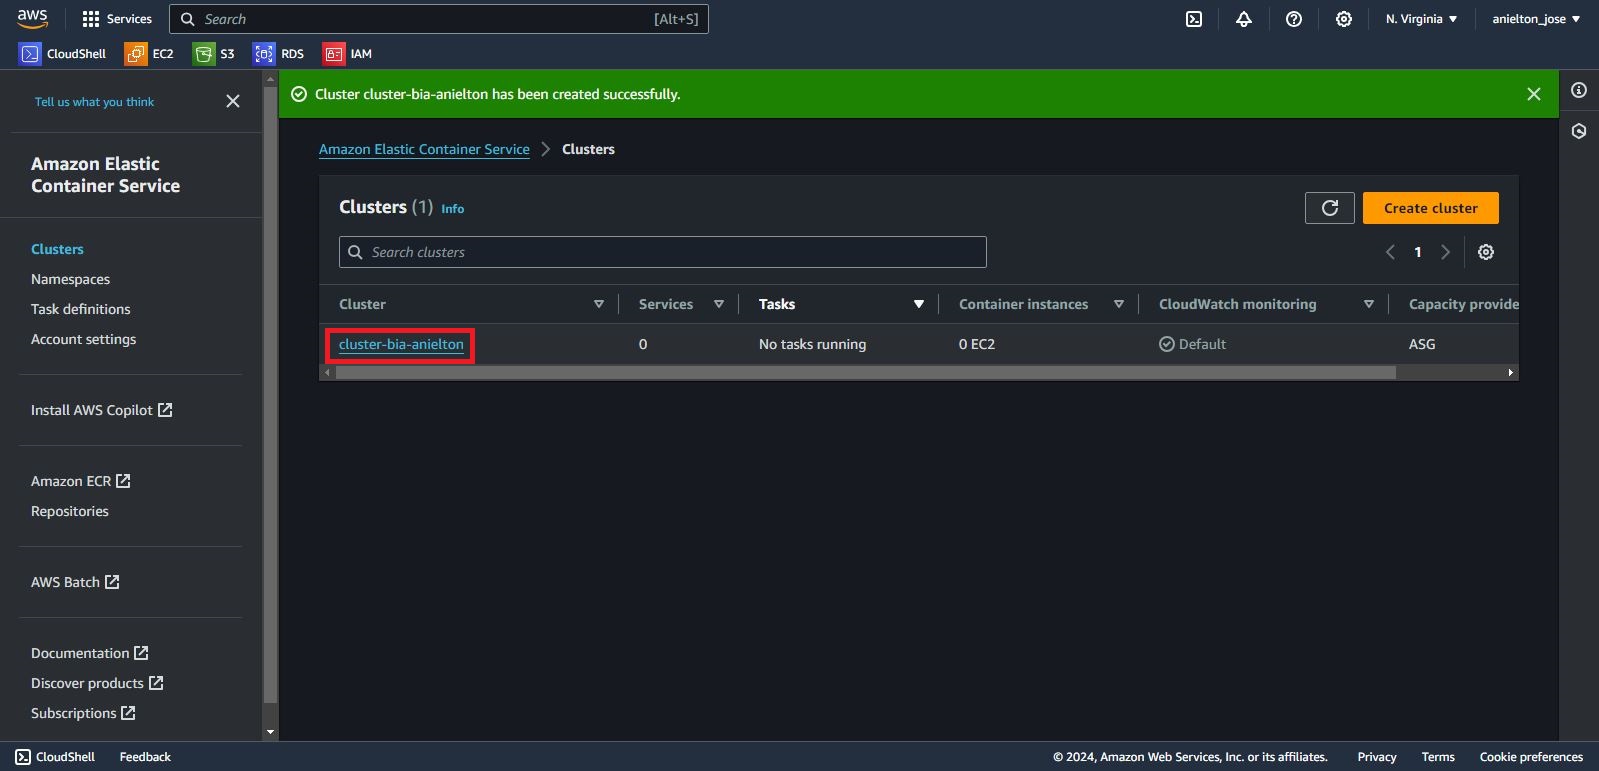 aws Services Search [Alt+S] N. Virginia anielton_jose
CloudShell EC2 S3 RDS IAM
Tell us what you think
Amazon Elastic
Container Service
Clusters
Namespaces
Task definitions
Account settings
Install AWS Copilot
Amazon ECR
Repositories
AWS Batch
Documentation
Discover products
Subscriptions
Cluster cluster-bia-anielton has been created successfully.
Amazon Elastic Container Service Clusters
Clusters (1) Info Create cluster
Search clusters 1
Cluster Services Tasks Container instances CloudWatch monitoring Capacity provide
cluster-bia-anielton 0 No tasks running 0 EC2 Default ASG
CloudShell Feedback © 2024, Amazon Web Services, Inc. or its affiliates. Privacy Terms Cookie preferences